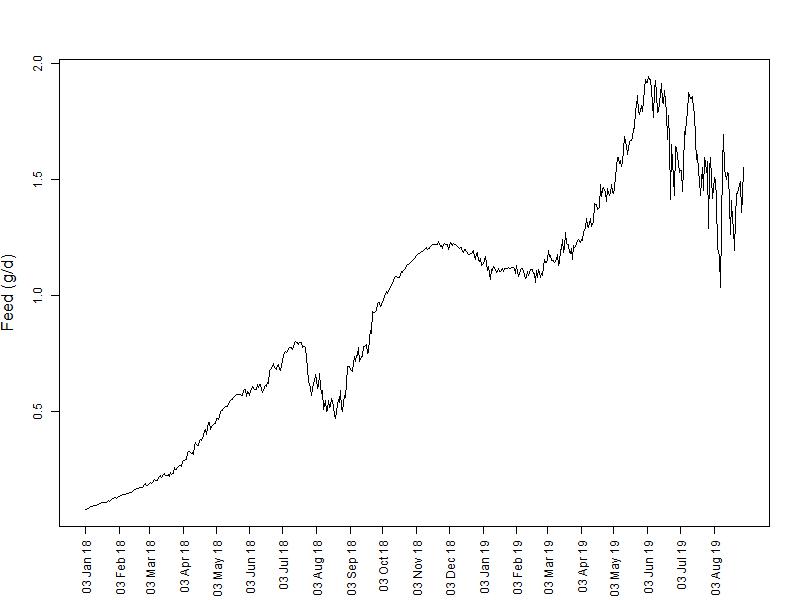 Feed (g/d)
2.0
1.5
1.0
0.5
03 Jan 18
03 Feb 18
03 Mar 18
03 Apr 18
03 May 18
03 Jun 18
03 Jul 18
03 Aug 18
03 Sep 18
03 Oct 18
03 Nov 18
03 Dec 18
03 Jan 19
03 Feb 19
03 Mar 19
03 Apr 19
03 May 19
03 Jun 19
03 Jul 19
03 Aug 19